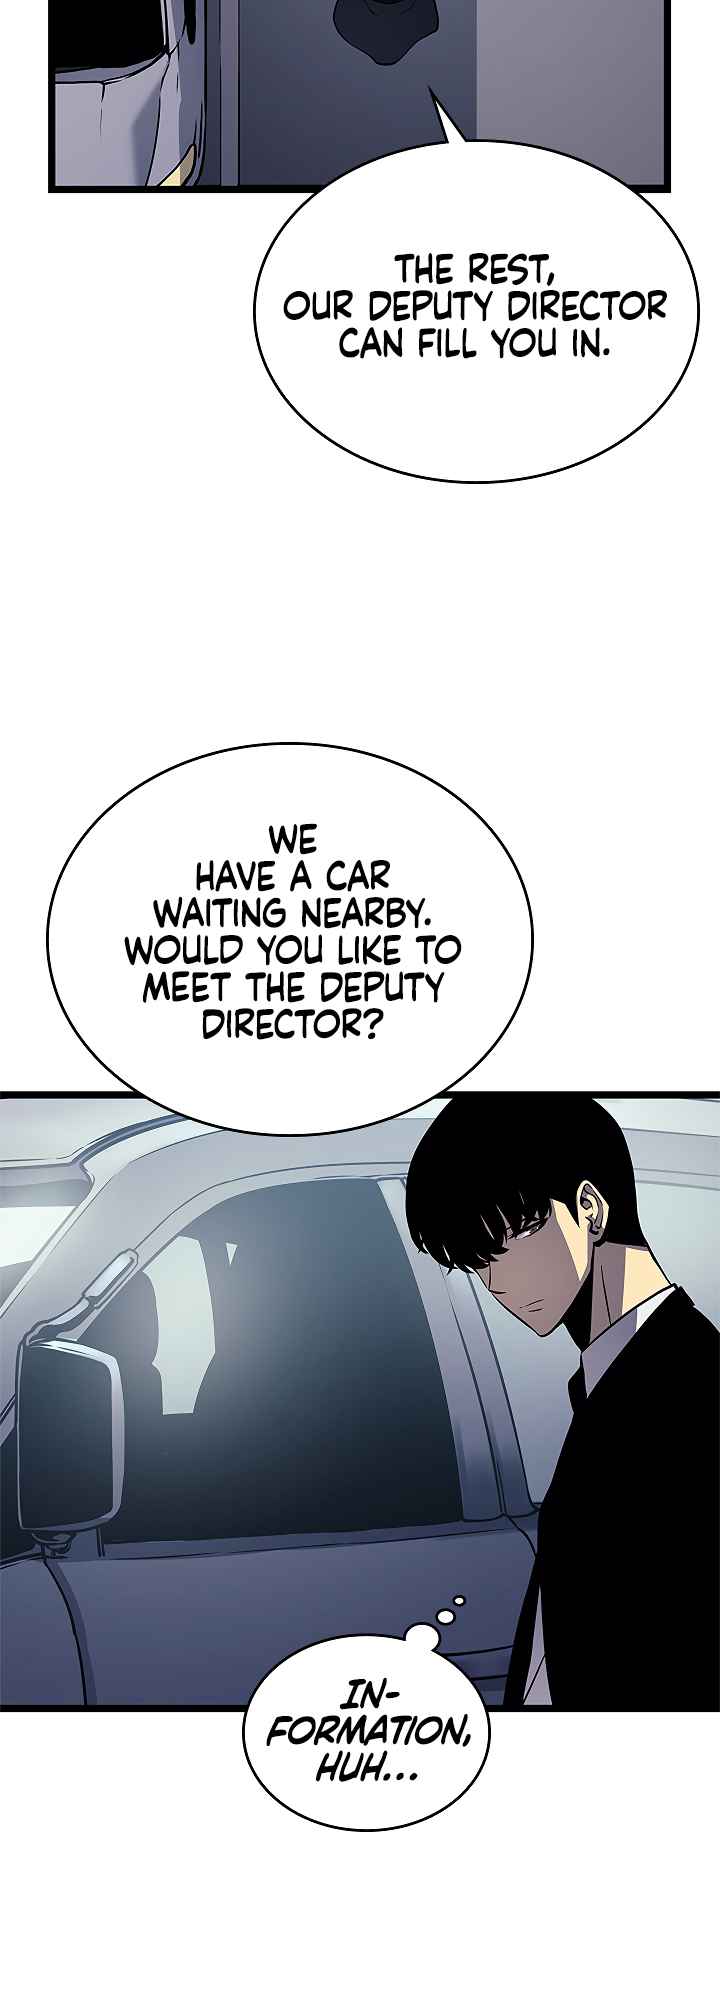 THE REST,
OUR DEPUTY DIRECTOR
CAN FILL YOU IN.
WE
HAVE A CAR
WAITING NEARBY.
WOULD YOU LIKE TO
MEET THE DEPUTY
DIRECTOR?
IN-
FORMATION,
HUH...